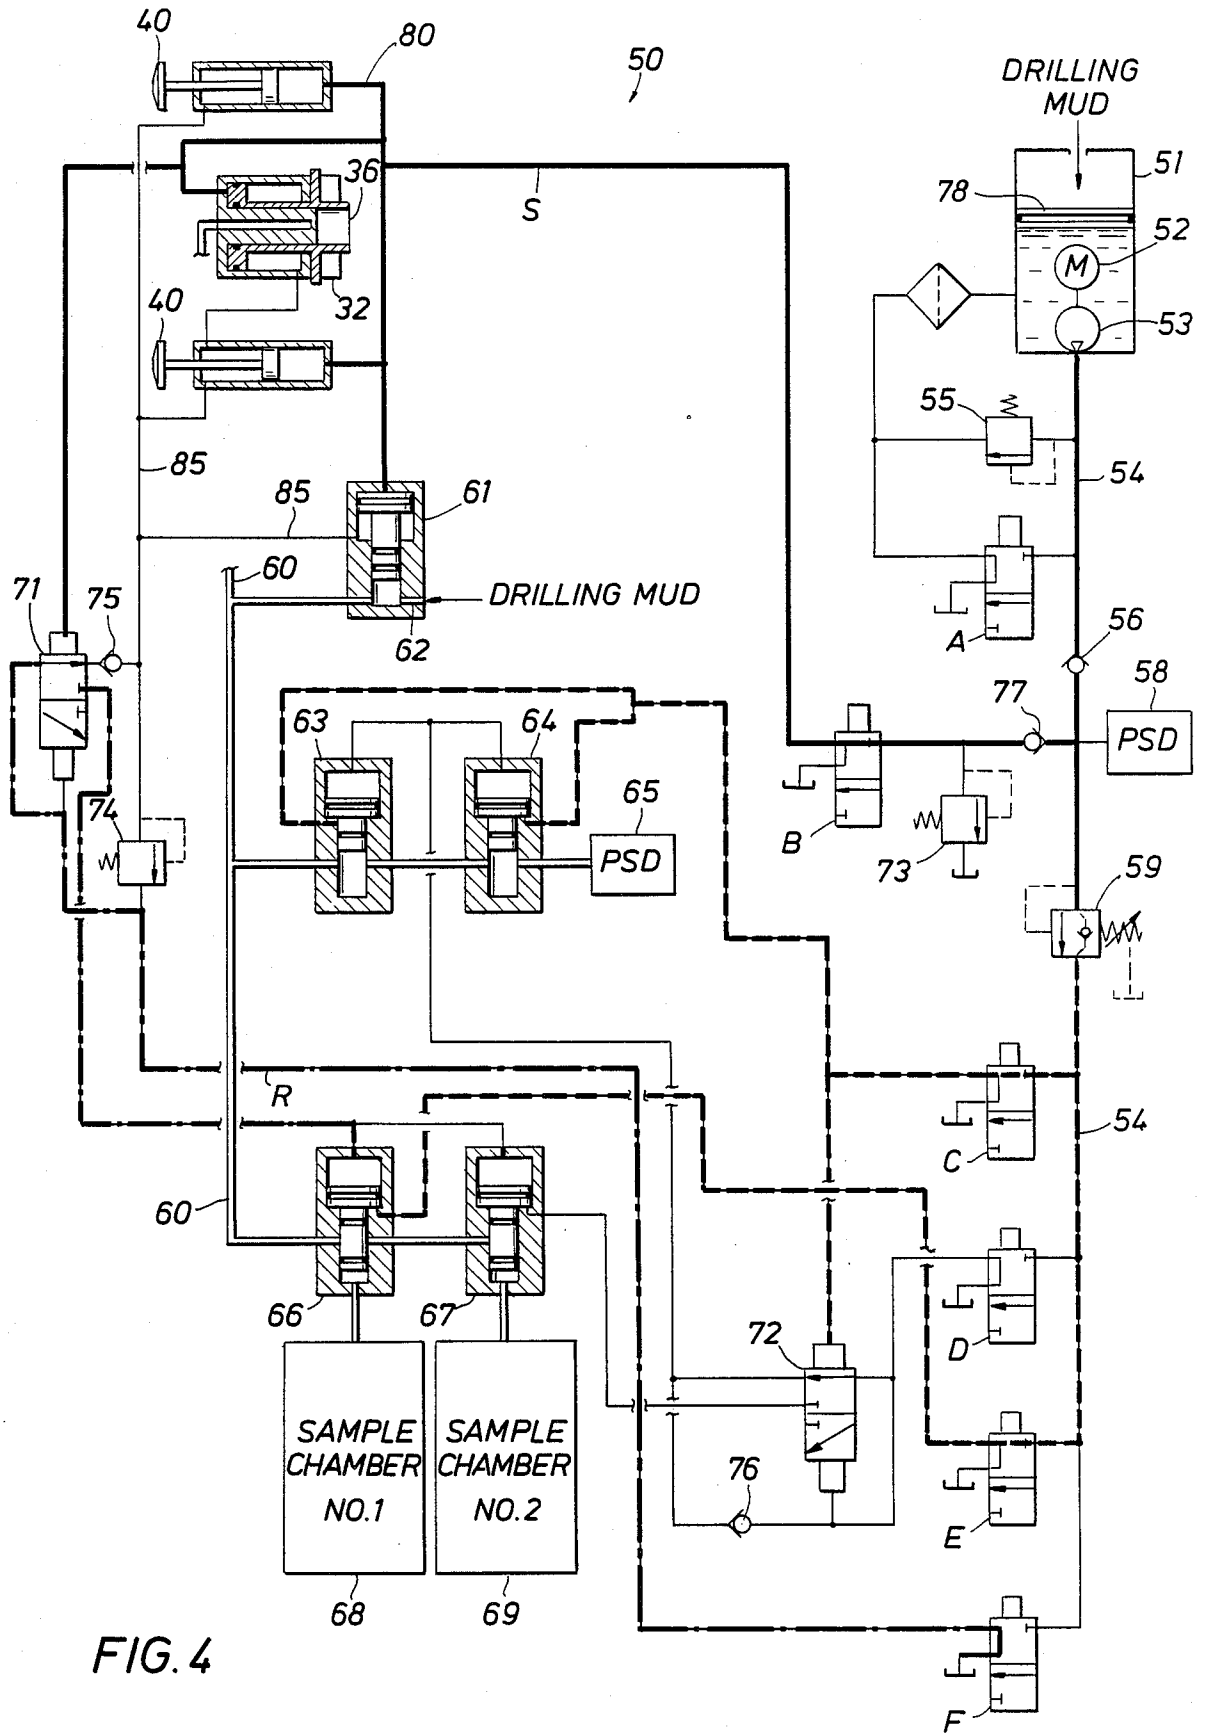 40
80
50
DRILLING
MUD
51
78
36
S
52
M
40
32
53
55
54
85
85
61
60
DRILLING MUD
62
A
71
75
56
58
77
PSD
63
64
65
PSD
B
73
74
59
R
C
54
60
66
67
72
D
SAMPLE
CHAMBER
NO.1
SAMPLE
CHAMBER
NO.2
76
E
68
69
FIG. 4
F